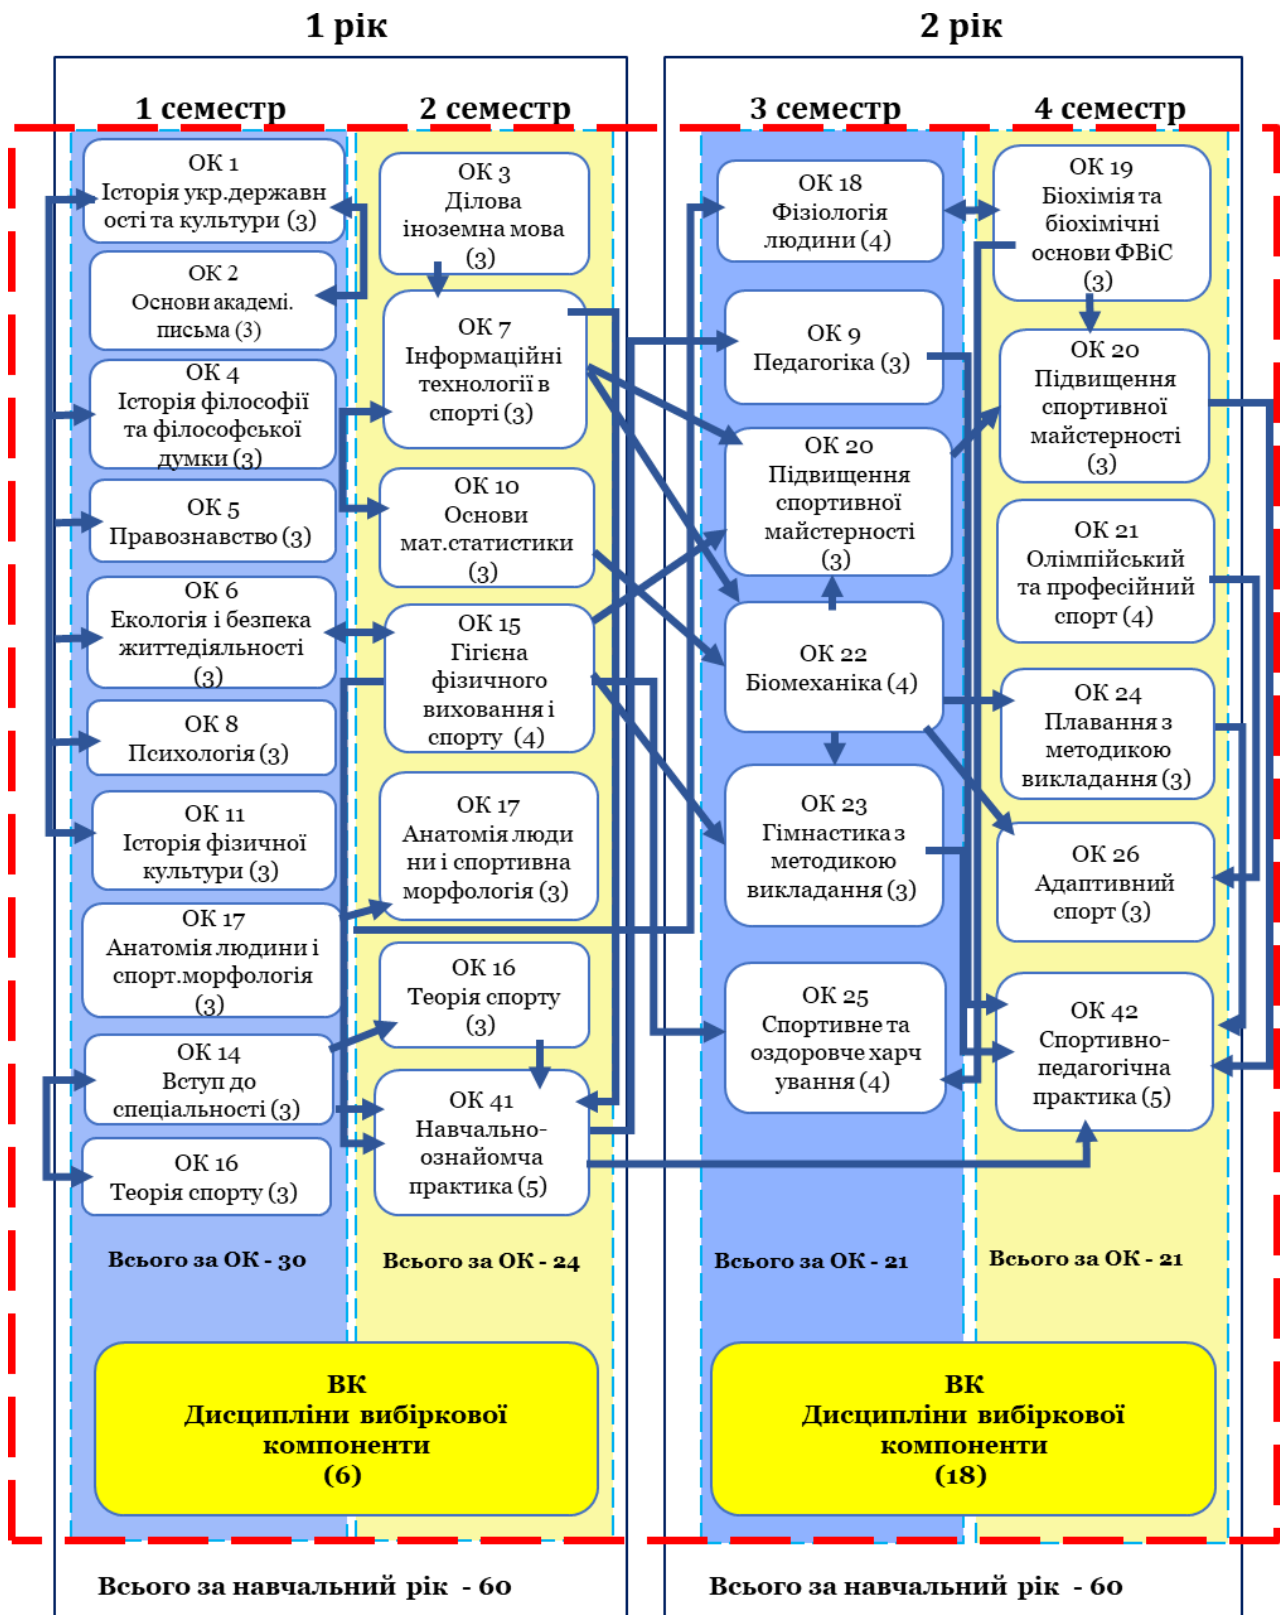 1 рік
1 семестр
2 семестр
ОК 1
Історія укр.державн
ості та культури (3)
ОК 2
Основи академі.
письма (3)
ОК 4
Історія філософії
та філософської
думки (3)
ОК 5
Правознавство (3)
ОК 6
Екологія і безпека
життедіяльності
(3)
ОК 8
Психологія (3)
ОК 11
Історія фізичної
культури (3)
ОК 17
Анатомія людини і
спорт.морфологія
(3)
ОК 14
Вступ до
спеціальності (3)
ОК 16
Теорія спорту (3)
Всього за ОК - 30
ОК 3
Ділова
іноземна мова
(3)
ОК 7
Інформаційні
технології в
спорті (3)
ОК 10
Основи
мат.статистики
(3)
ОК 15
Гігієна
фізичного
виховання і
спорту (4)
ОК 17
Анатомія люди
ни і спортивна
морфологія (3)
ОК 16
Теорія спорту
(3)
ОК 41
Навчально-
ознайомча
практика (5)
Всього за ОК - 24
ВК
Дисципліни вибіркової
компоненти
(6)
Всього за навчальний рік - 60
2 рік
3 семестр
4 семестр
ОК 18
Фізіологія
людини (4)
ОК 9
Педагогіка (3)
ОК 20
Підвищення
спортивної
майстерності
(3)
ОК 22
Біомеханіка (4)
ОК 23
Гімнастика з
методикою
викладання (3)
ОК 25
Спортивне та
оздоровче харч
ування (4)
Всього за ОК - 21
ОК 19
Біохімія та
біохімічні
основи ФВіС
(3)
ОК 20
Підвищення
спортивної
майстерності
(3)
ОК 21
Олімпійський
та професійний
спорт (4)
ОК 24
Плавання з
методикою
викладання (3)
ОК 26
Адаптивний
спорт (3)
ОК 42
Спортивно-
педагогічна
практика (5)
Всього за ОК - 21
ВК
Дисципліни вибіркової
компоненти
(18)
Всього за навчальний рік - 60